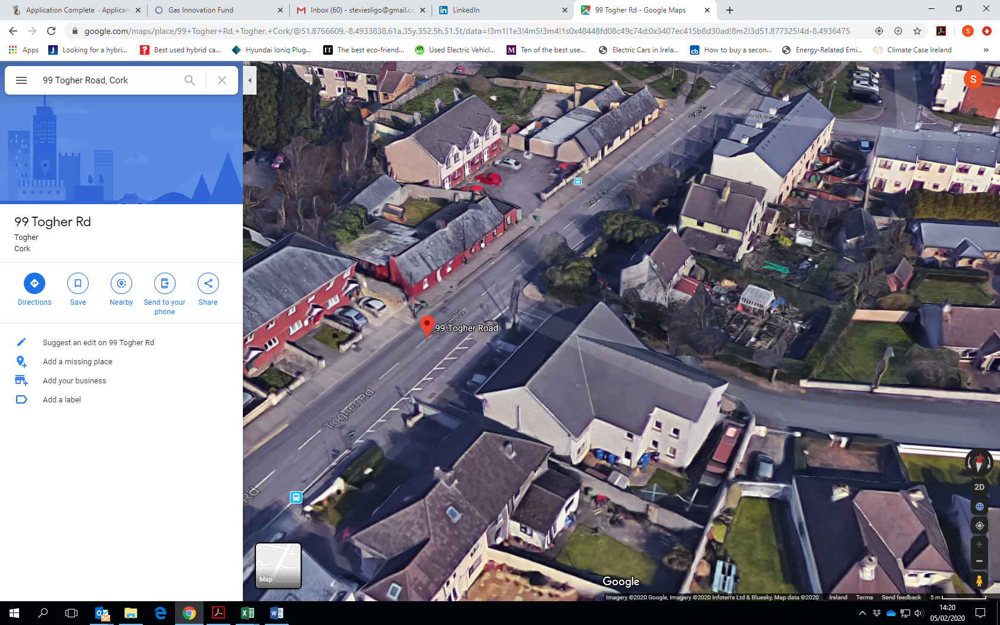 Application Complete · Applican
Gas Innovation Fund
Inbox (60) - steviesligo@gmail.co
LinkedIn
99 Togher Rd - Google Maps
google.com/maps/place/99+Togher+Rd,+Togher,+Cork/@51.8766609,-8.4933838,61a,35y,352.5h,51.5t/data=!3m1!1e3!4m5!3m4!1s0x48448fd08c49c74d:0x3407ec415b8d30ad!8m2!3d51.877325!4d-8.4936475
S
Apps
Looking for a hybri...
Best used hybrid ca...
Hyundai Ioniq Plug...
IT The best eco-friend...
Used Electric Vehicl...
M Ten of the best use...
Electric Cars in Irela...
cb How to buy a secon...
Energy-Related Emi...
Climate Case Ireland
»
99 Togher Road, Cork
S
99 Togher Rd
Togher
Cork
Directions
Save
Nearby
Send to your
phone
Share
Suggest an edit on 99 Togher Rd
Add a missing place
Add your business
Add a label
Togher Rd
99 Togher Road
Togher Rd
Rd
2D
Map
Google
Imagery ©2020 Google, Imagery ©2020 Infoterra Ltd & Bluesky, Map data ©2020
Ireland
Terms
Send feedback
5 m
14:20
05/02/2020